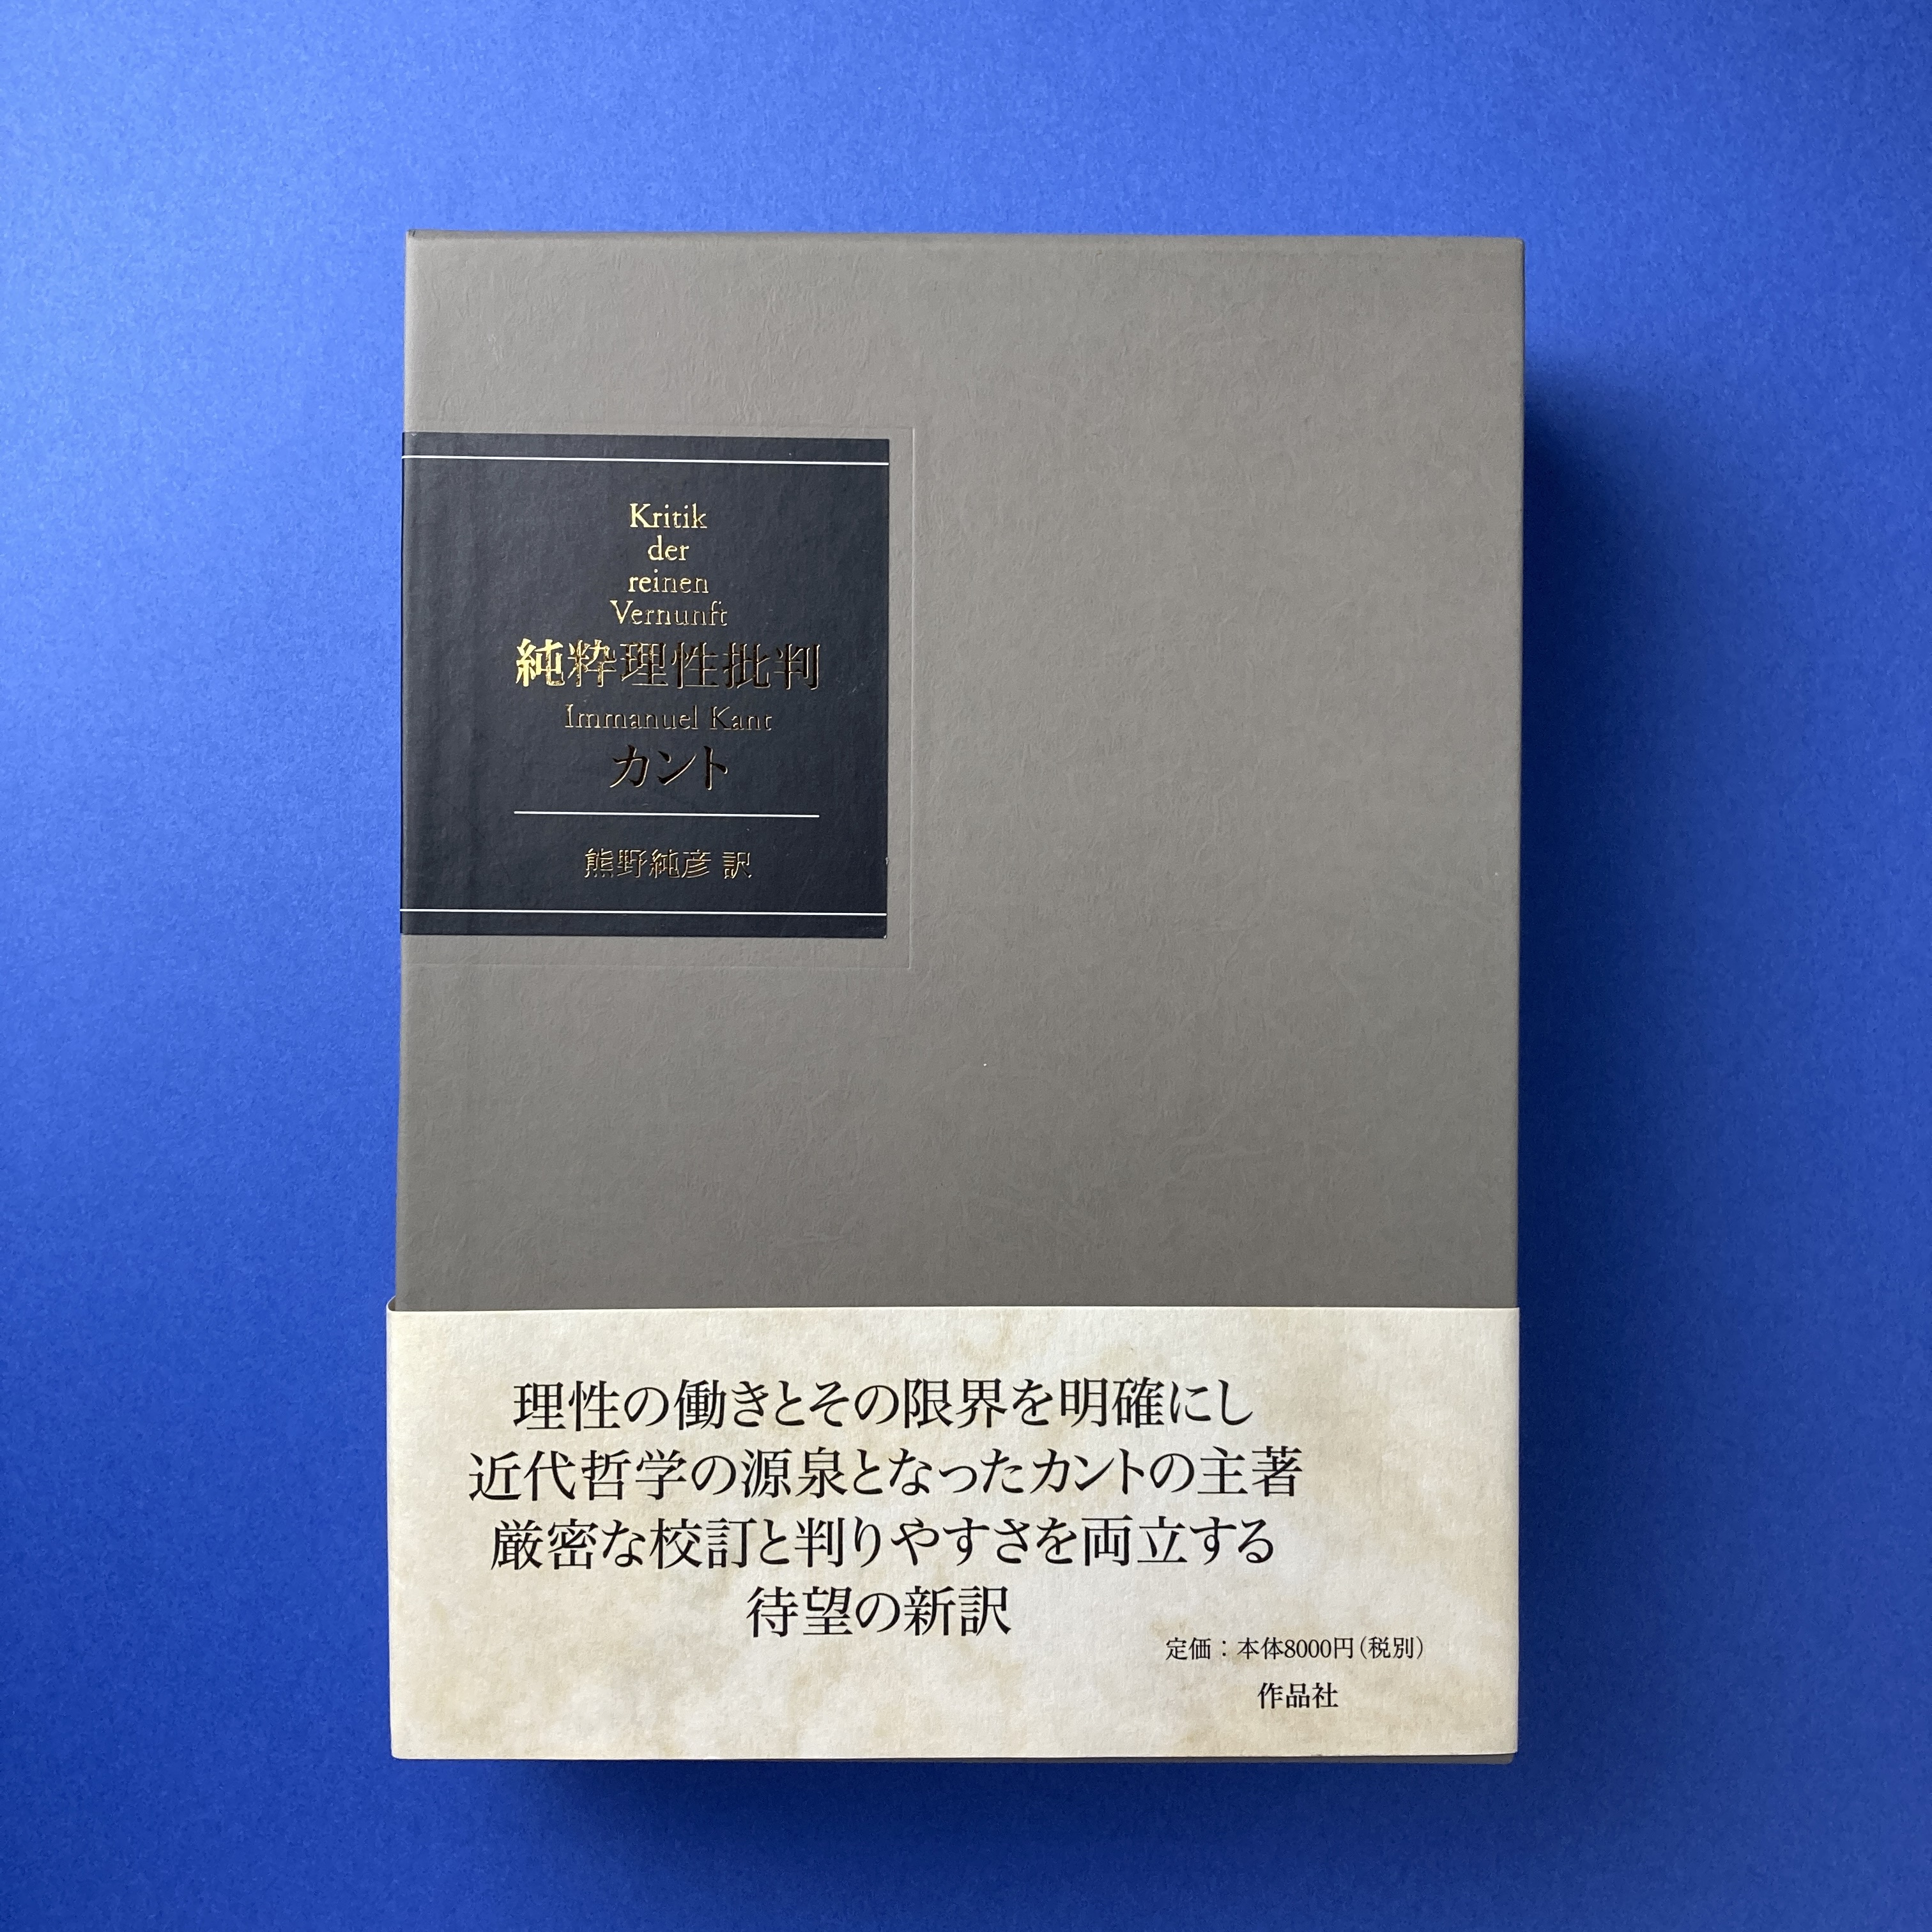 Kritik
der
reinen
Vernunft
純粋理性批判
Immanuel Kant
カント
熊野純彦 訳
理性の働きとその限界を明確にし
近代哲学の源泉となったカントの主著
厳密な校訂と判りやすさを両立する
待望の新訳
定価：本体8000円（税別）
作品社